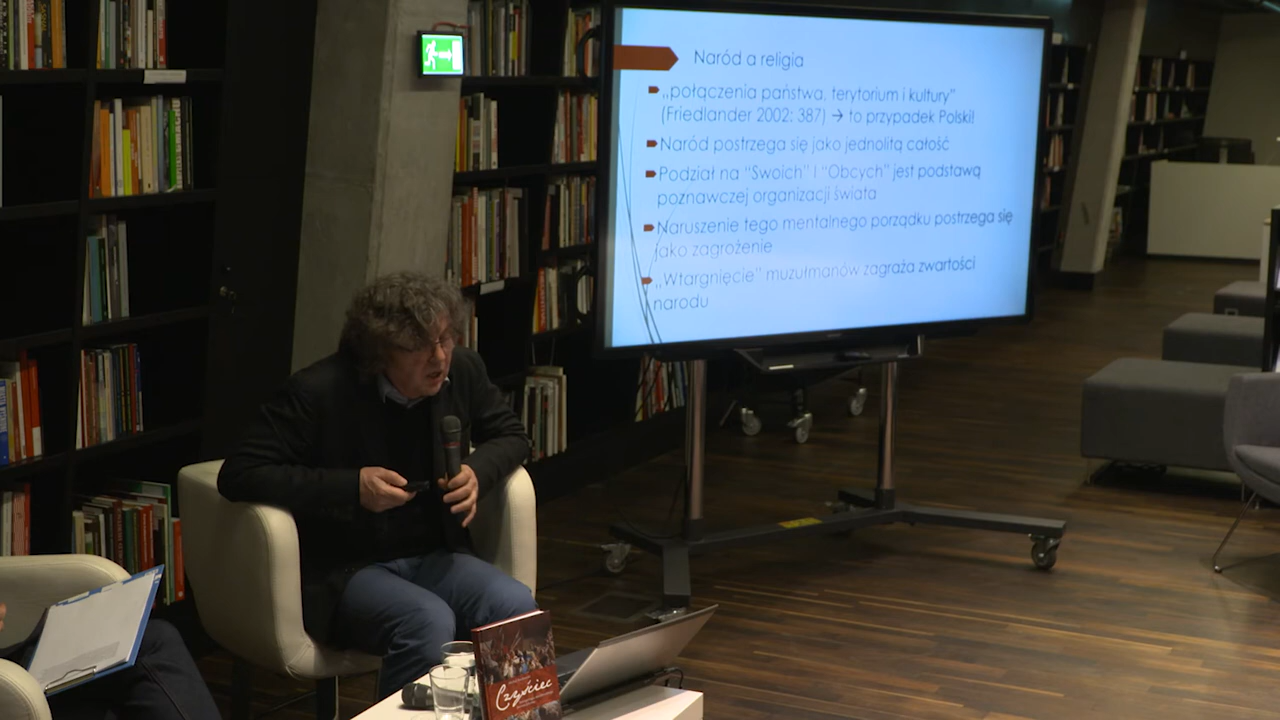 Naród a religia
„połączenia państwa, terytorium i kultury”
(Friedlander 2002: 387) → to przypadek Polski!
Naród postrzega się jako jednolitą całość
Podział na “Swoich” I “Obcych” jest podstawą
poznawczej organizacji świata
Naruszenie tego mentalnego porządku postrzega się
jako zagrożenie
„Wtargnięcie” muzułmanów zagraża zwartości
narodu
Czyściec